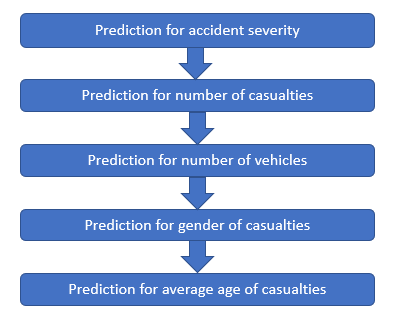 Prediction for accident severity
Prediction for number of casualties
Prediction for number of vehicles
Prediction for gender of casualties
Prediction for average age of casualties